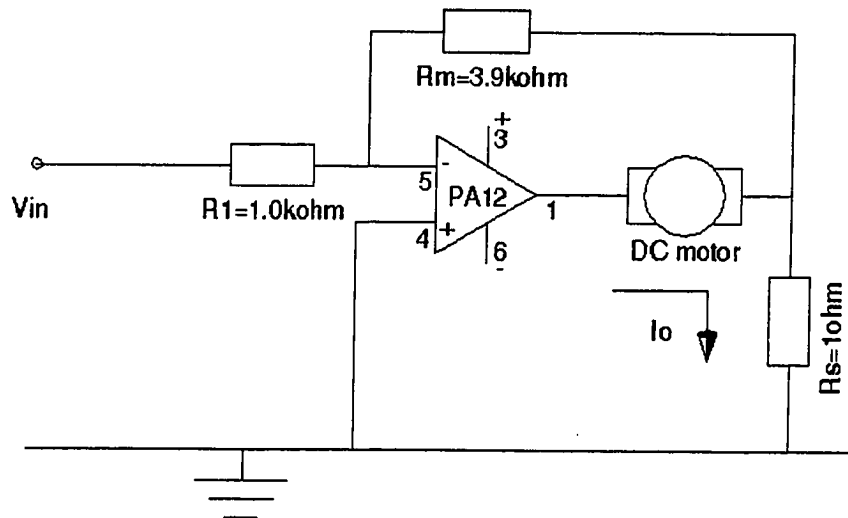 Rm=3.9kohm
+
3
-
5
PA12
Vin
R1=1.0kohm
4
+
1
6
-
DC motor
Io
Rs=1ohm